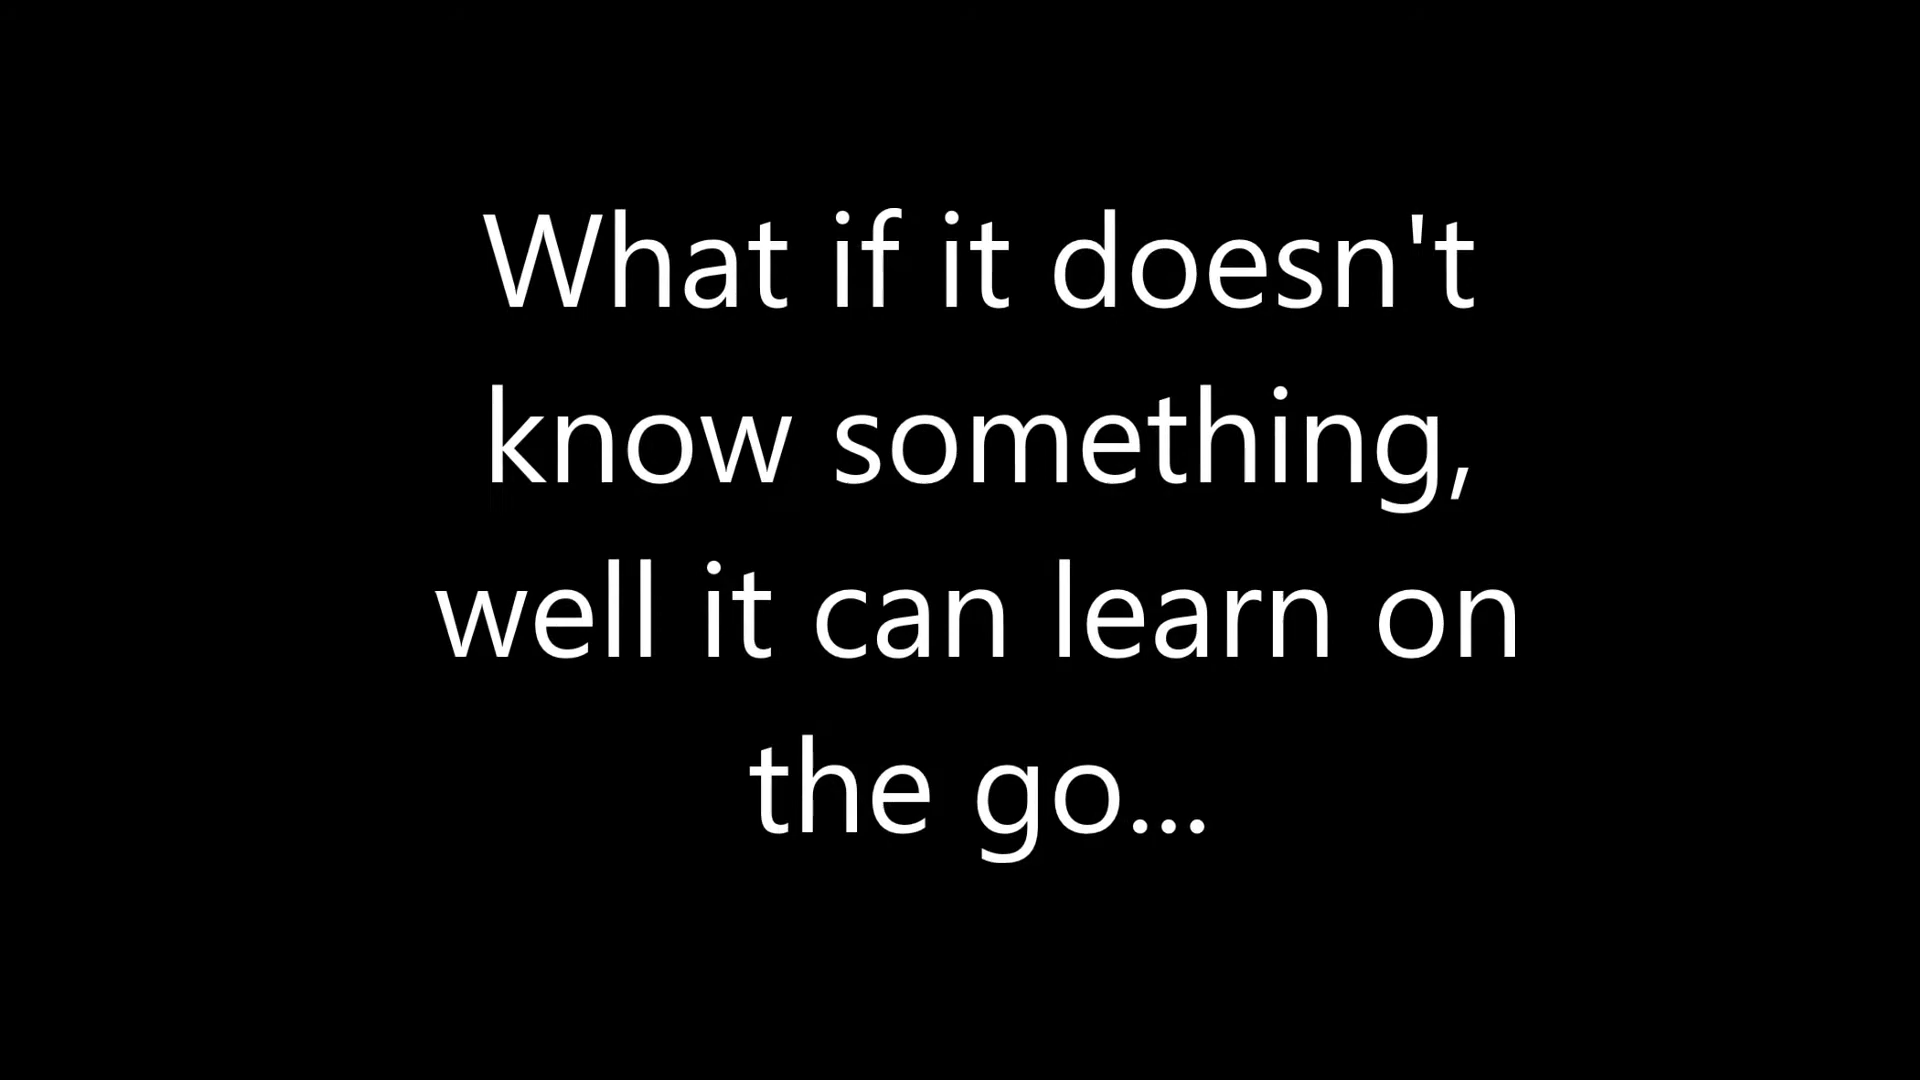 What if it doesn't
know something,
well it can learn on
the go...